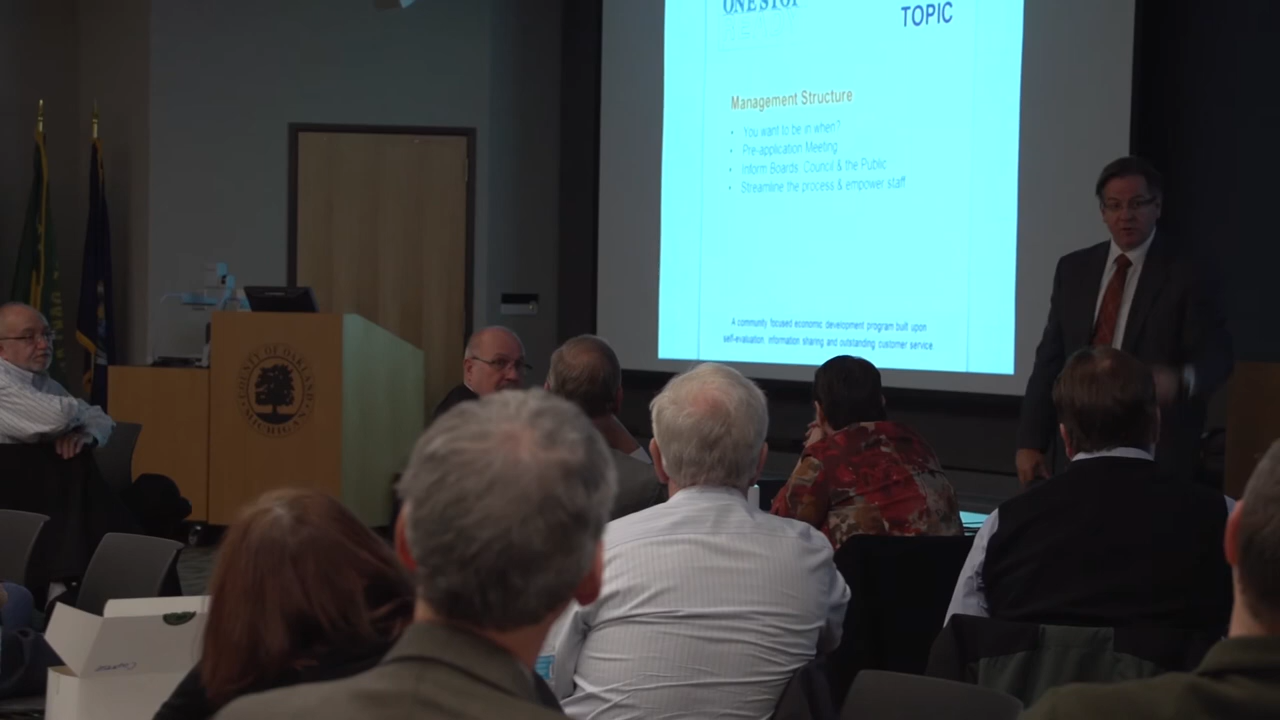 ONE STOP
TOPIC
Management Structure
• You want to be in when?
• Pre-application Meeting
• Inform Boards Council & the Public
• Streamline the process & empower staff
A community focused economic development program built upon
self-evaluation, information sharing and outstanding customer service
COUNTY OF OAKLAND
MICHIGAN